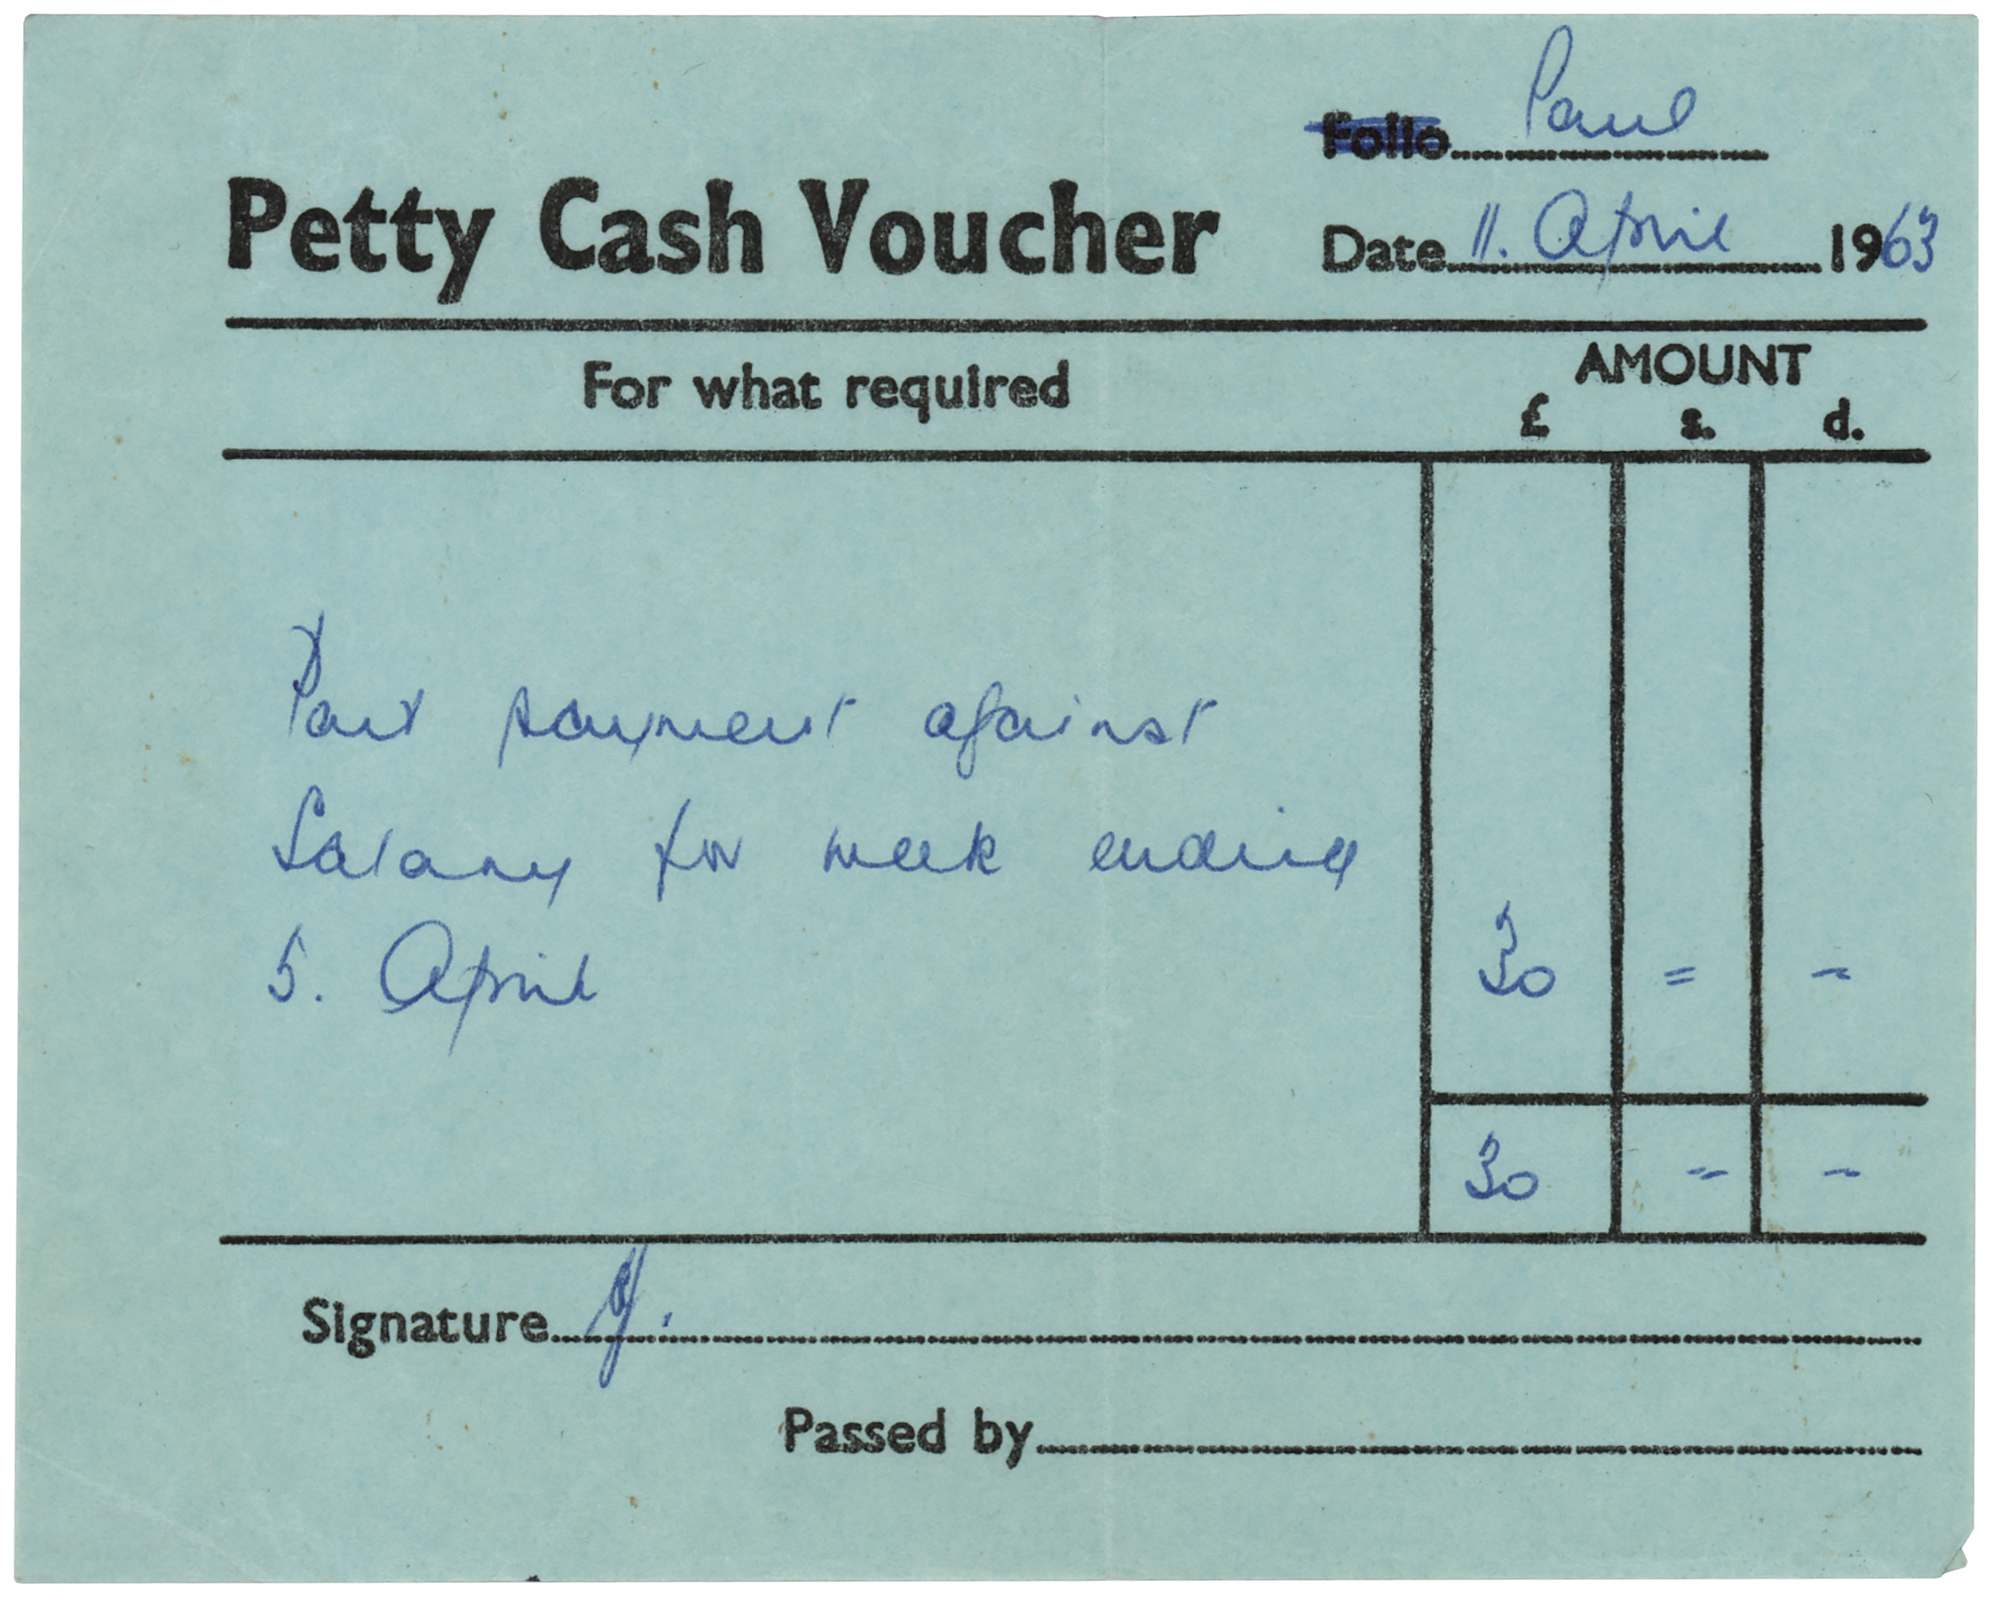 Folio Paul
Petty Cash Voucher
Date 11. April 1963
For what required
AMOUNT
£ s. d.
Part payment against
Salary for week ending
5. April 30 = -
30 = -
Signature
Passed by